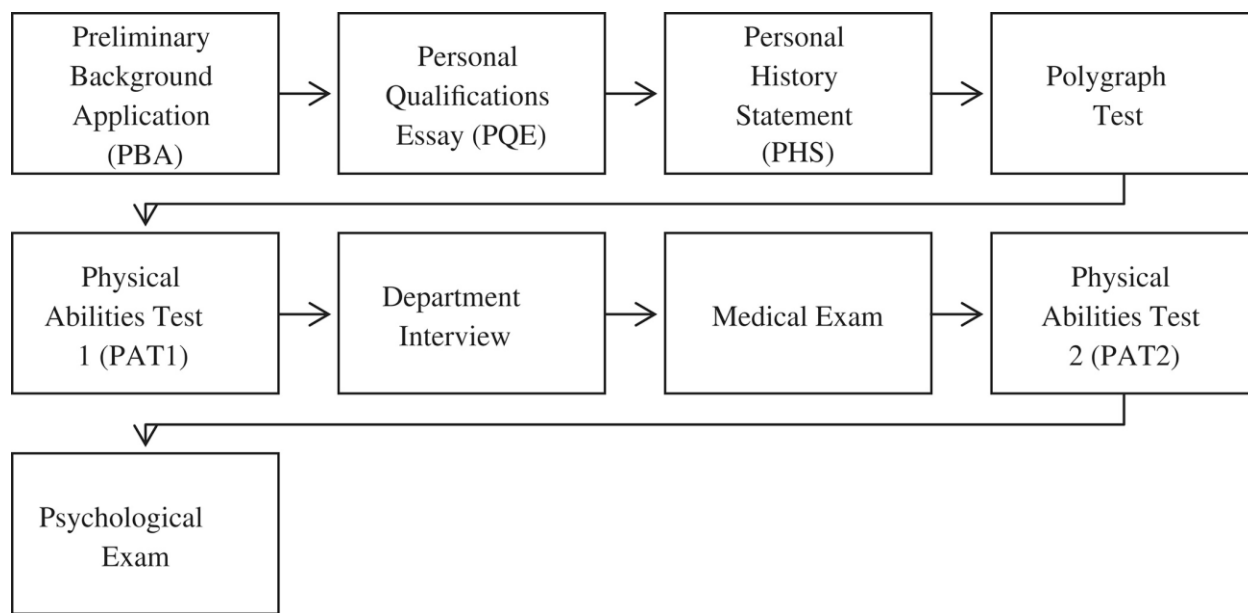 Preliminary
Background
Application
(PBA)
Personal
Qualifications
Essay (PQE)
Personal
History
Statement
(PHS)
Polygraph
Test
Physical
Abilities Test
1 (PAT1)
Department
Interview
Medical Exam
Physical
Abilities Test
2 (PAT2)
Psychological
Exam